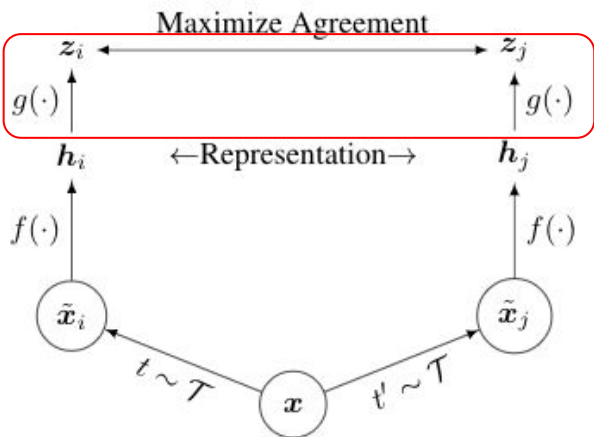 Maximize Agreement
z_i z_j
g(·) g(·)
h_i ←Representation→ h_j
f(·) f(·)
x̃_i x̃_j
t ~ 𝒯 t' ~ 𝒯
x